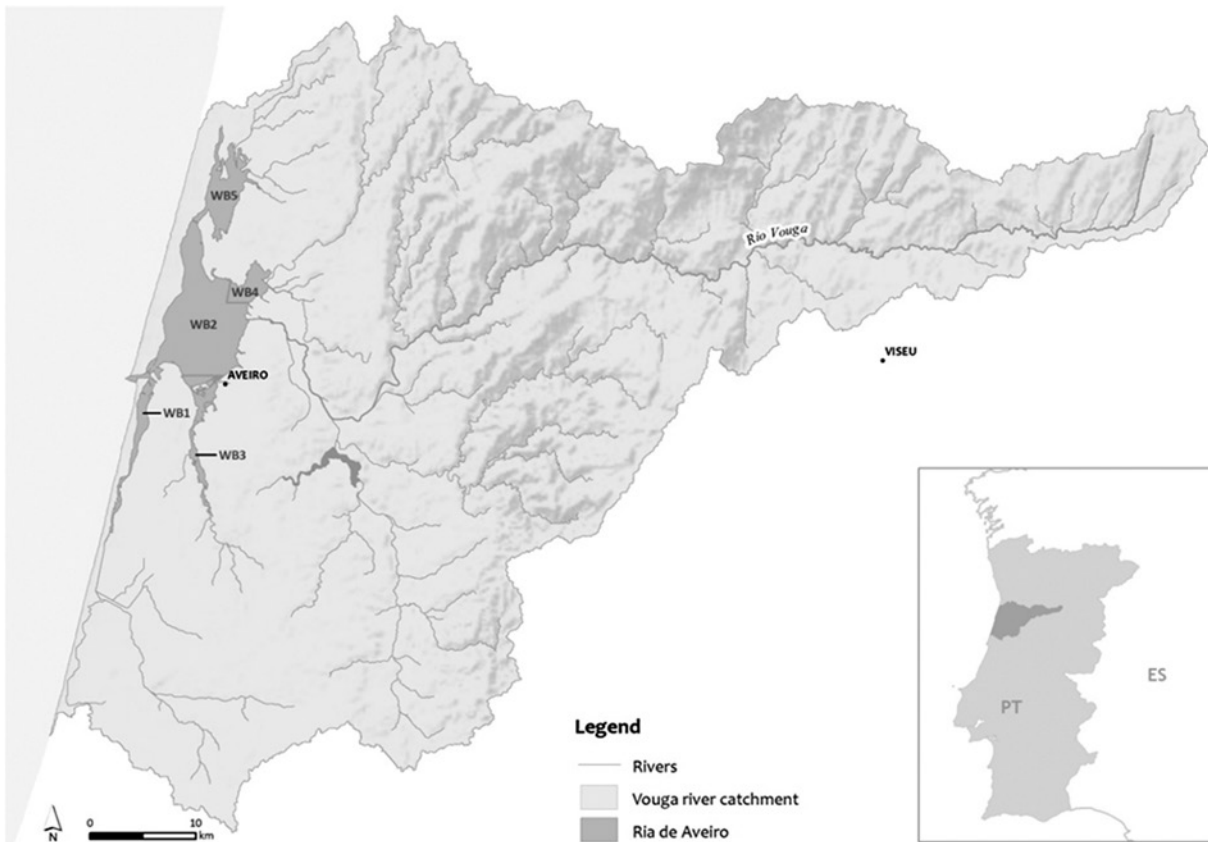 WB5
Rio Vouga
WB4
WB2
VISEU
AVEIRO
WB1
WB3
ES
PT
Legend
Rivers
Vouga river catchment
Ria de Aveiro
N
0 10
km